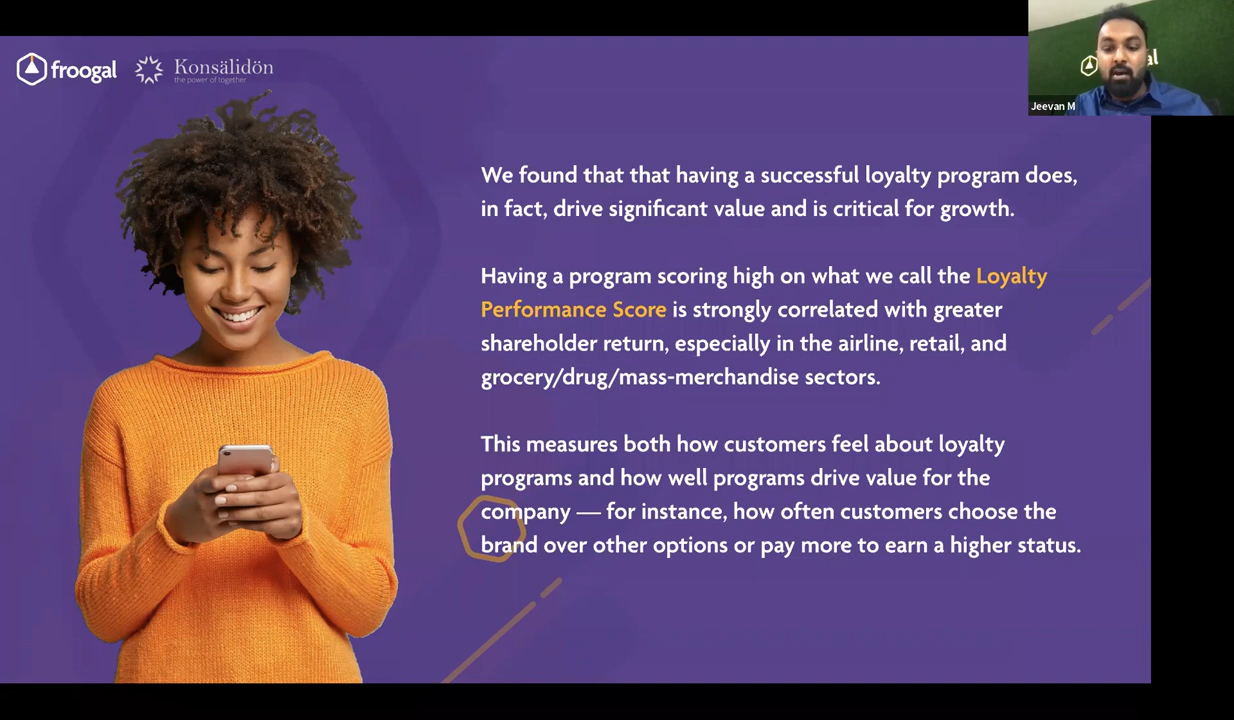 froogal
Konsälidön
the power of together
al
Jeevan M
We found that that having a successful loyalty program does,
in fact, drive significant value and is critical for growth.
Having a program scoring high on what we call the Loyalty
Performance Score is strongly correlated with greater
shareholder return, especially in the airline, retail, and
grocery/drug/mass-merchandise sectors.
This measures both how customers feel about loyalty
programs and how well programs drive value for the
company — for instance, how often customers choose the
brand over other options or pay more to earn a higher status.